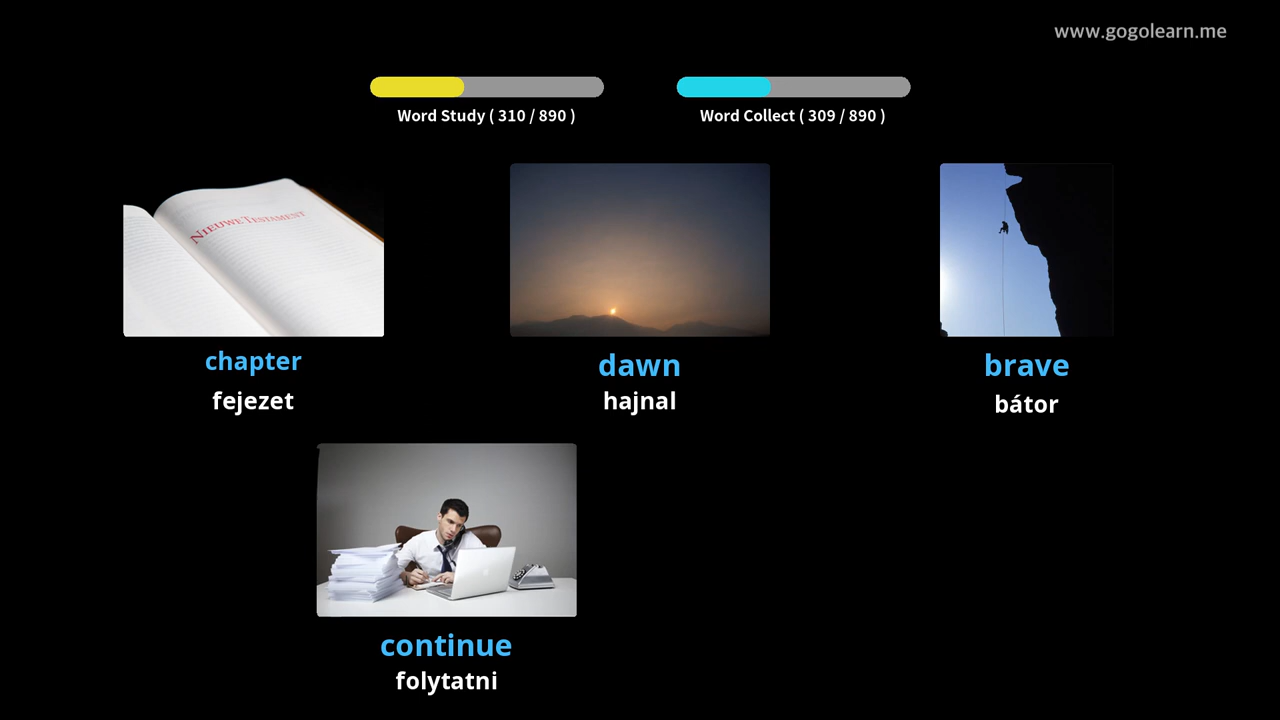 www.gogolearn.me
Word Study ( 310 / 890 )
Word Collect ( 309 / 890 )
NIEUWE TESTAMENT
chapter
fejezet
dawn
hajnal
brave
bátor
continue
folytatni